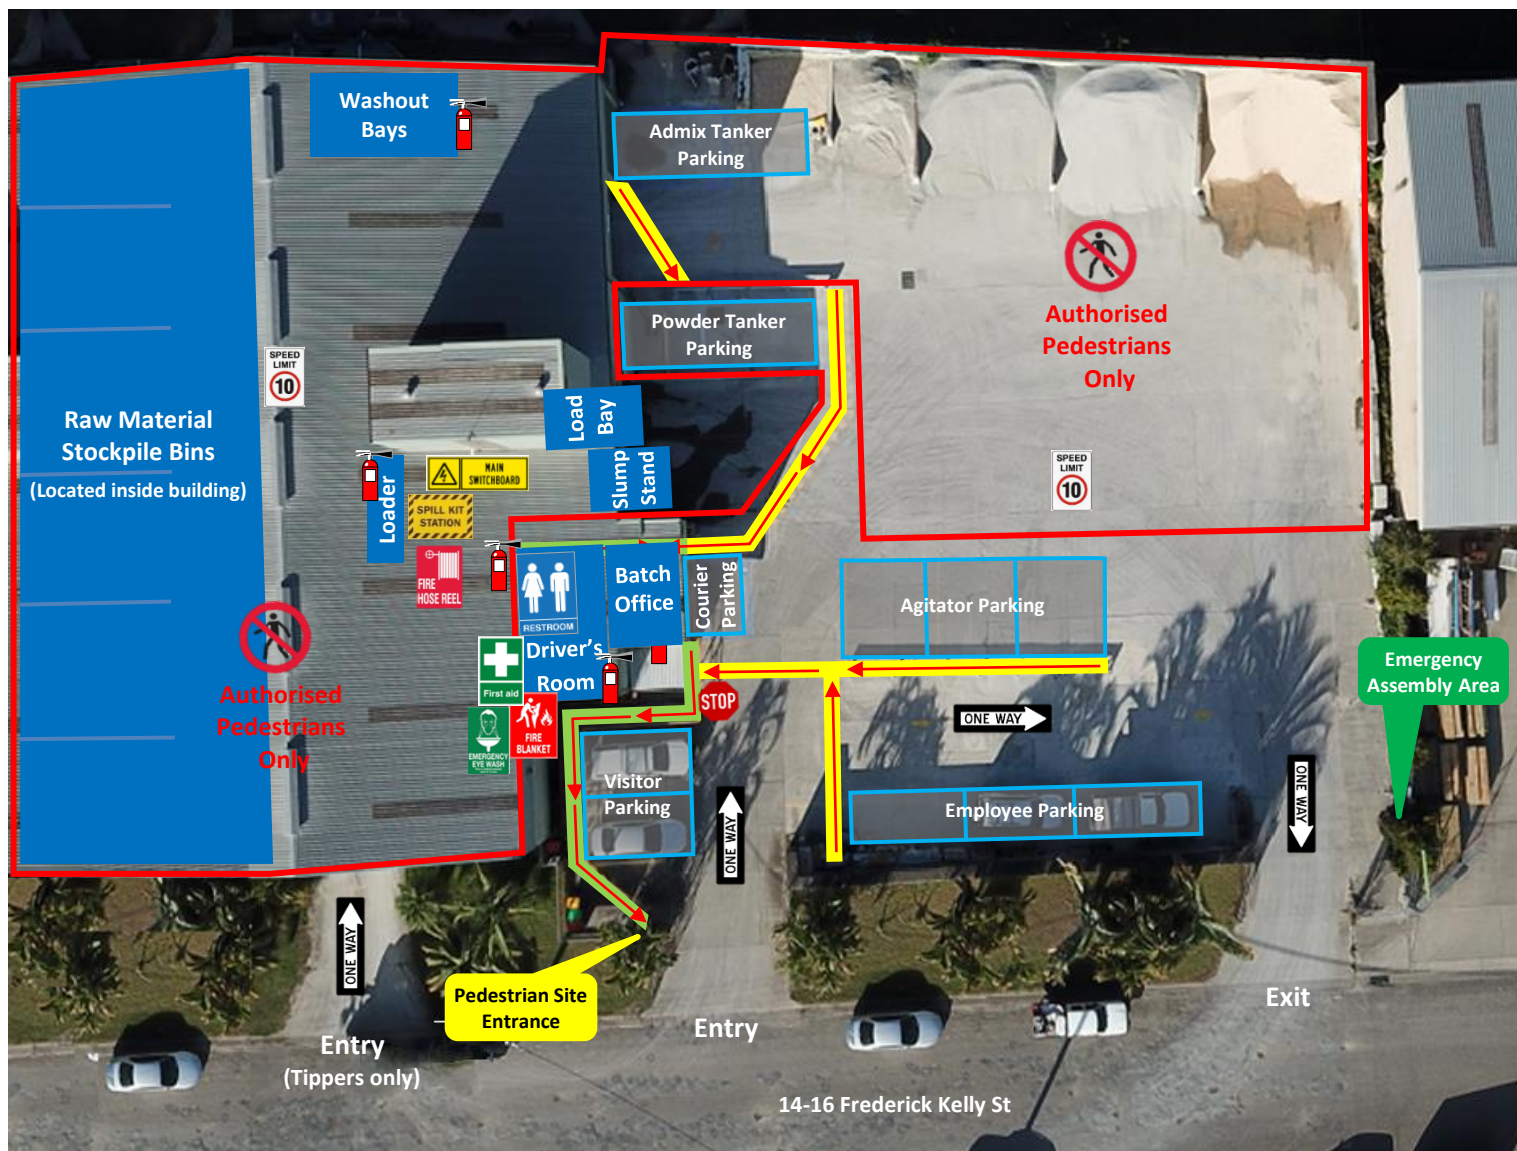 Washout
Bays
Admix Tanker
Parking
Authorised
Pedestrians
Only
Powder Tanker
Parking
SPEED
LIMIT
10
Load
Bay
Raw Material
Stockpile Bins
(Located inside building)
MAIN
SWITCHBOARD
Slump
Stand
SPEED
LIMIT
10
Loader
SPILL KIT
STATION
FIRE
HOSE REEL
RESTROOM
Batch
Office
Courier
Parking
Agitator Parking
Driver's
Room
First aid
Emergency
Assembly Area
Authorised
Pedestrians
Only
STOP
ONE WAY
FIRE
BLANKET
EMERGENCY
EYE WASH
Visitor
Parking
ONE WAY
Employee Parking
ONE WAY
ONE WAY
Pedestrian Site
Entrance
Exit
Entry
Entry
(Tippers only)
14-16 Frederick Kelly St